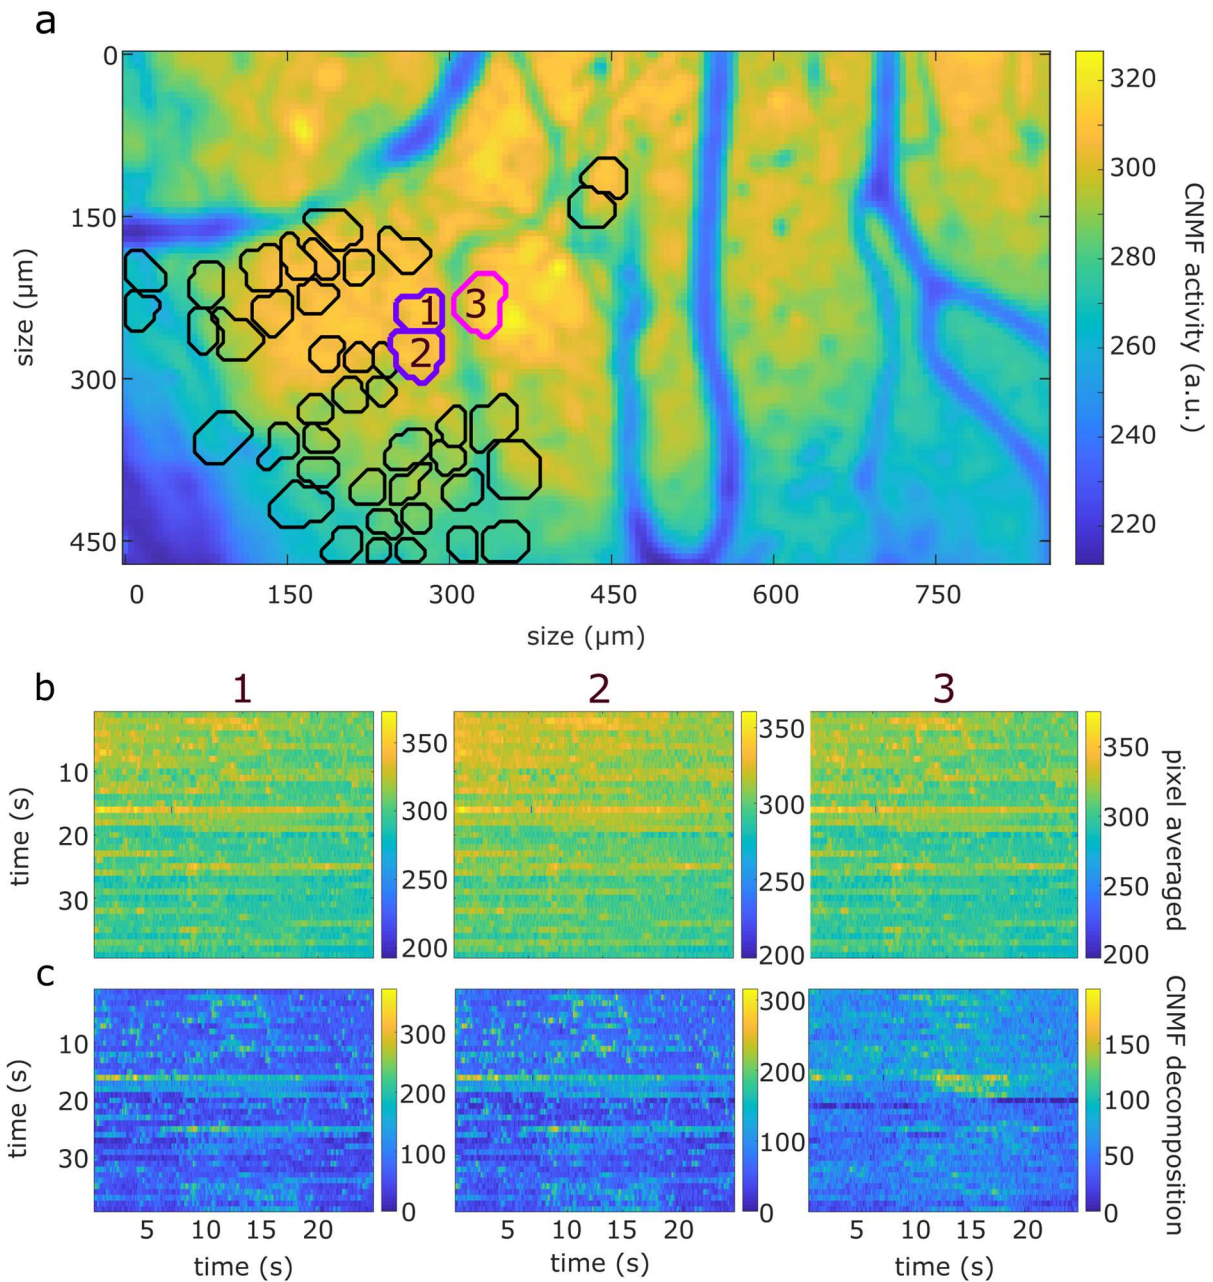 a
0
150
300
450
size (µm)
0 150 300 450 600 750
size (µm)
320
300
280
260
240
220
CNMF activity (a.u.)
1
2
3
b
1 2 3
10
20
30
time (s)
350
300
250
200
350
300
250
200
350
300
250
200
pixel averaged
c
10
20
30
time (s)
300
200
100
0
300
200
100
0
150
100
50
0
CNMF decomposition
5 10 15 20
5 10 15 20
5 10 15 20
time (s) time (s) time (s)